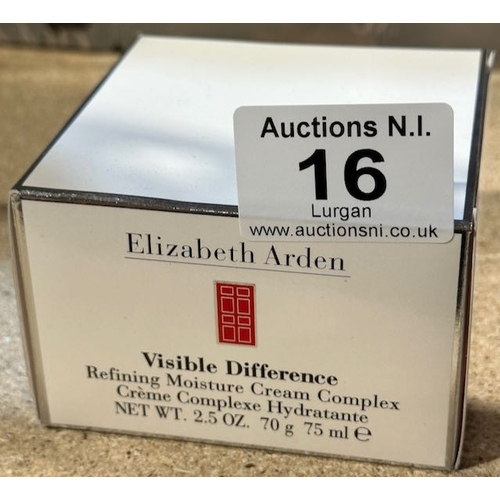 Auctions N.I.
16
Lurgan
www.auctionsni.co.uk
Elizabeth Arden
Visible Difference
Refining Moisture Cream Complex
Crème Complexe Hydratante
NET WT. 2.5 OZ. 70 g 75 ml ℮